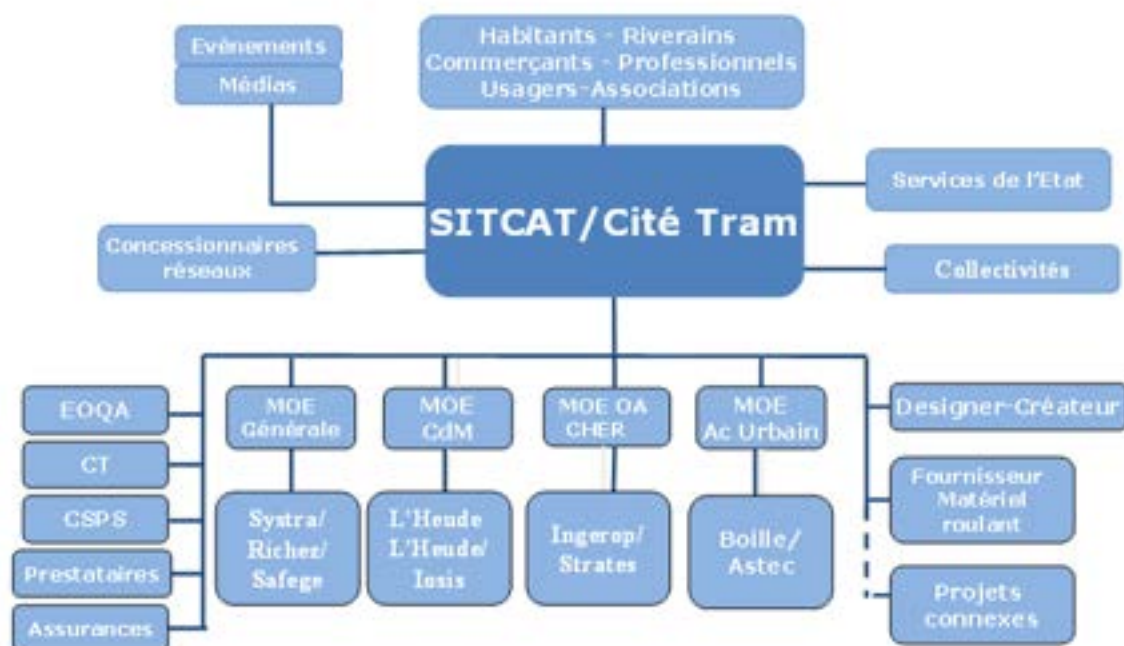 Evènements
Médias
Habitants - Riverains
Commerçants - Professionnels
Usagers-Associations
SITCAT/Cité Tram
Services de l'Etat
Concessionnaires
réseaux
Collectivités
EOQA
CT
CSPS
Prestataires
Assurances
MOE
Générale
Systra/
Richez/
Safege
MOE
CdM
L'Heude
L'Heude/
Iosis
MOE OA
CHER
Ingerop/
Strates
MOE
Ac Urbain
Boille/
Astec
Designer-Créateur
Fournisseur
Matériel
roulant
Projets
connexes